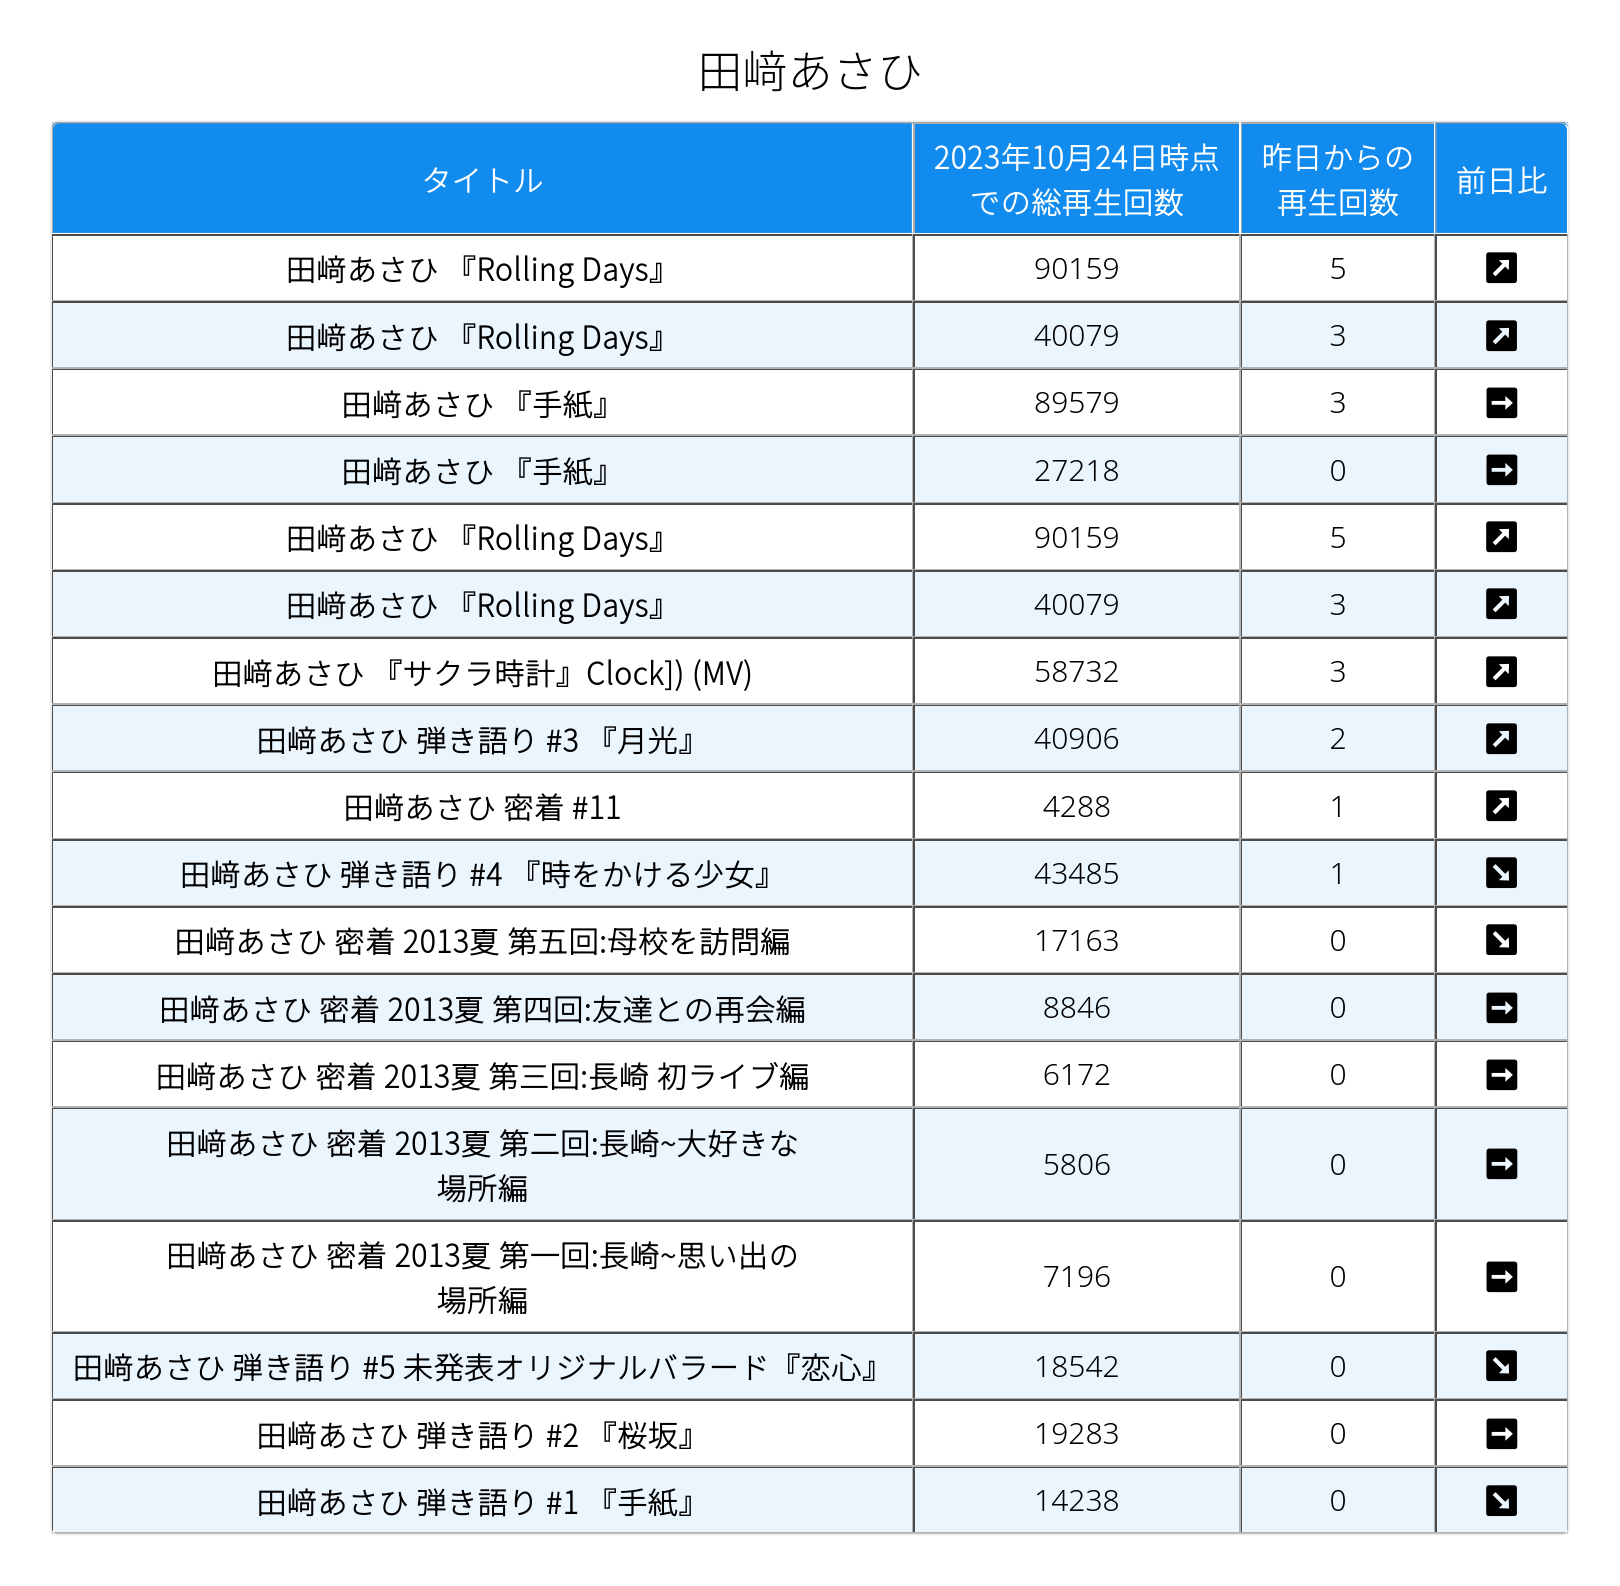 田﨑あさひ
タイトル
2023年10月24日時点
での総再生回数
昨日からの
再生回数
前日比
田﨑あさひ 『Rolling Days』 90159 5 ↗
田﨑あさひ 『Rolling Days』 40079 3 ↗
田﨑あさひ 『手紙』 89579 3 →
田﨑あさひ 『手紙』 27218 0 →
田﨑あさひ 『Rolling Days』 90159 5 ↗
田﨑あさひ 『Rolling Days』 40079 3 ↗
田﨑あさひ 『サクラ時計』Clock]) (MV) 58732 3 ↗
田﨑あさひ 弾き語り #3 『月光』 40906 2 ↗
田﨑あさひ 密着 #11 4288 1 ↗
田﨑あさひ 弾き語り #4 『時をかける少女』 43485 1 ↘
田﨑あさひ 密着 2013夏 第五回:母校を訪問編 17163 0 ↘
田﨑あさひ 密着 2013夏 第四回:友達との再会編 8846 0 →
田﨑あさひ 密着 2013夏 第三回:長崎 初ライブ編 6172 0 →
田﨑あさひ 密着 2013夏 第二回:長崎~大好きな
場所編 5806 0 →
田﨑あさひ 密着 2013夏 第一回:長崎~思い出の
場所編 7196 0 →
田﨑あさひ 弾き語り #5 未発表オリジナルバラード『恋心』 18542 0 ↘
田﨑あさひ 弾き語り #2 『桜坂』 19283 0 →
田﨑あさひ 弾き語り #1 『手紙』 14238 0 ↘